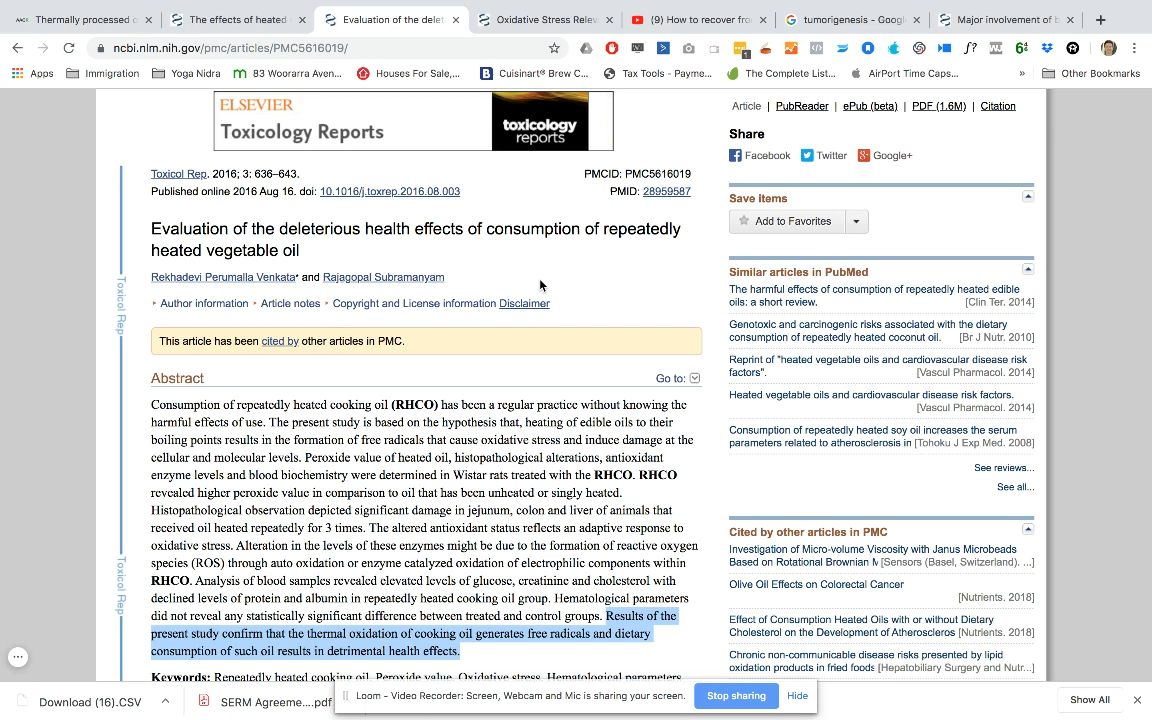 Thermally processed o
The effects of heated
Evaluation of the delet
Oxidative Stress Relev
(9) How to recover fro
tumorigenesis - Google
Major involvement of b
ncbi.nlm.nih.gov/pmc/articles/PMC5616019/
Apps
Immigration
Yoga Nidra
83 Woorarra Aven...
Houses For Sale,...
Cuisinart® Brew C...
Tax Tools - Payme...
The Complete List...
AirPort Time Caps...
»
Other Bookmarks
ELSEVIER
Toxicology Reports
toxicology
reports
Article | PubReader | ePub (beta) | PDF (1.6M) | Citation
Share
Facebook Twitter Google+
Toxicol Rep. 2016; 3: 636–643.
PMCID: PMC5616019
Published online 2016 Aug 16. doi: 10.1016/j.toxrep.2016.08.003
PMID: 28959587
Evaluation of the deleterious health effects of consumption of repeatedly
heated vegetable oil
Rekhadevi Perumalla Venkata* and Rajagopal Subramanyam
Author information Article notes Copyright and License information Disclaimer
This article has been cited by other articles in PMC.
Abstract
Go to:
Consumption of repeatedly heated cooking oil (RHCO) has been a regular practice without knowing the
harmful effects of use. The present study is based on the hypothesis that, heating of edible oils to their
boiling points results in the formation of free radicals that cause oxidative stress and induce damage at the
cellular and molecular levels. Peroxide value of heated oil, histopathological alterations, antioxidant
enzyme levels and blood biochemistry were determined in Wistar rats treated with the RHCO. RHCO
revealed higher peroxide value in comparison to oil that has been unheated or singly heated.
Histopathological observation depicted significant damage in jejunum, colon and liver of animals that
received oil heated repeatedly for 3 times. The altered antioxidant status reflects an adaptive response to
oxidative stress. Alteration in the levels of these enzymes might be due to the formation of reactive oxygen
species (ROS) through auto oxidation or enzyme catalyzed oxidation of electrophilic components within
RHCO. Analysis of blood samples revealed elevated levels of glucose, creatinine and cholesterol with
declined levels of protein and albumin in repeatedly heated cooking oil group. Hematological parameters
did not reveal any statistically significant difference between treated and control groups. Results of the
present study confirm that the thermal oxidation of cooking oil generates free radicals and dietary
consumption of such oil results in detrimental health effects.
Keywords: Repeatedly heated cooking oil, Peroxide value, Oxidative stress, Hematological parameters
Toxicol Rep
Toxicol Rep
Save items
Add to Favorites
Similar articles in PubMed
The harmful effects of consumption of repeatedly heated edible
oils: a short review. [Clin Ter. 2014]
Genotoxic and carcinogenic risks associated with the dietary
consumption of repeatedly heated coconut oil. [Br J Nutr. 2010]
Reprint of "heated vegetable oils and cardiovascular disease risk
factors". [Vascul Pharmacol. 2014]
Heated vegetable oils and cardiovascular disease risk factors.
[Vascul Pharmacol. 2014]
Consumption of repeatedly heated soy oil increases the serum
parameters related to atherosclerosis in [Tohoku J Exp Med. 2008]
See reviews...
See all...
Cited by other articles in PMC
Investigation of Micro-volume Viscosity with Janus Microbeads
Based on Rotational Brownian M [Sensors (Basel, Switzerland). ...]
Olive Oil Effects on Colorectal Cancer
[Nutrients. 2018]
Effect of Consumption Heated Oils with or without Dietary
Cholesterol on the Development of Atheroscleros [Nutrients. 2018]
Chronic non-communicable disease risks presented by lipid
oxidation products in fried foods [Hepatobiliary Surgery and Nutr...]
Download (16).CSV
SERM Agreeme....pdf
Loom - Video Recorder: Screen, Webcam and Mic is sharing your screen.
Stop sharing
Hide
Show All